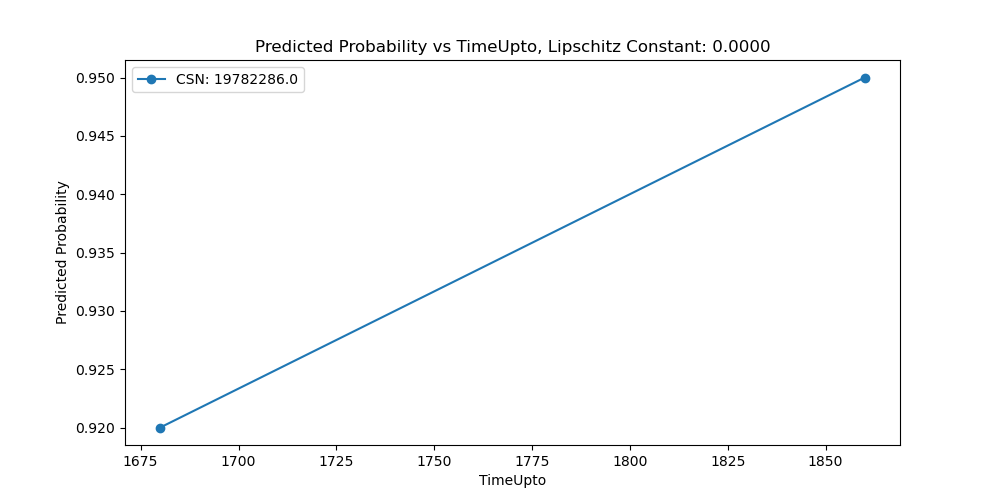 Predicted Probability vs TimeUpto, Lipschitz Constant: 0.0000
CSN: 19782286.0
Predicted Probability
0.950
0.945
0.940
0.935
0.930
0.925
0.920
1675 1700 1725 1750 1775 1800 1825 1850
TimeUpto